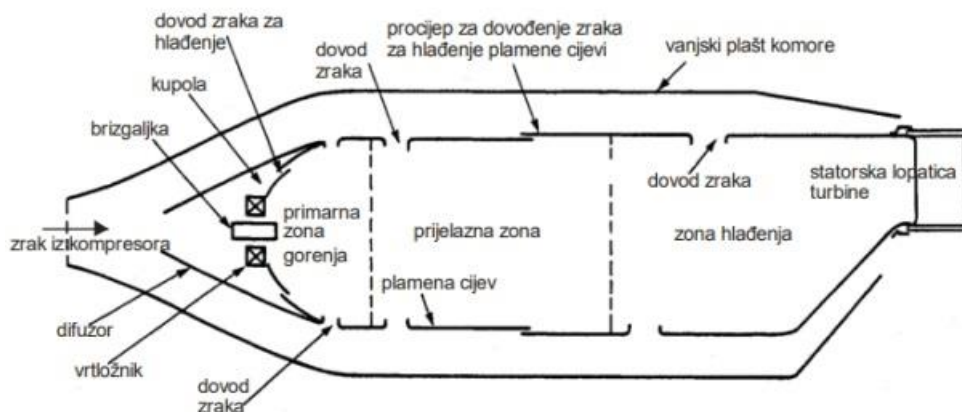 dovod zraka za
hlađenje
kupola
brizgaljka
dovod
zraka
procijep za dovođenje zraka
za hlađenje plamene cijevi
vanjski plašt komore
dovod zraka
statorska lopatica
turbine
primarna
zona
gorenja
zrak iz kompresora
prijelazna zona
zona hlađenja
plamena cijev
difuzor
vrtložnik
dovod
zraka